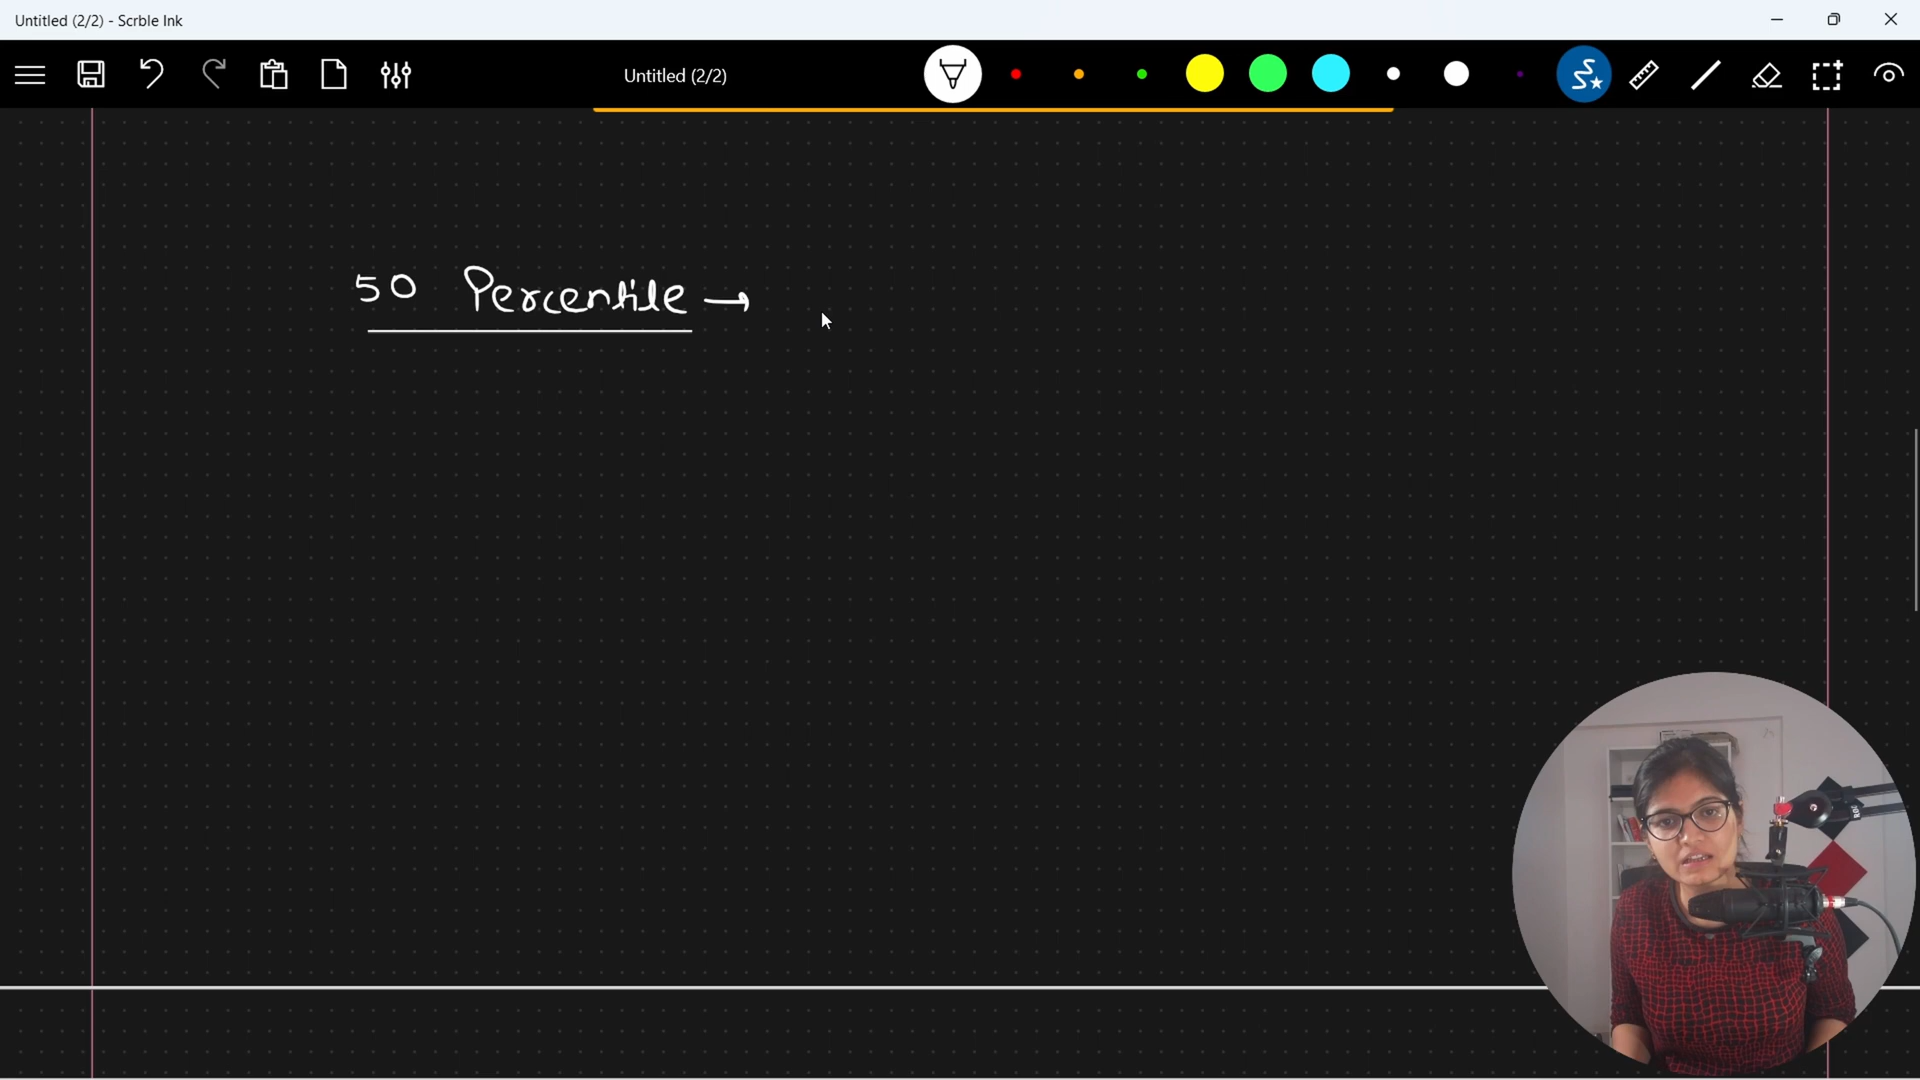 Untitled (2/2) - Scrble Ink
Untitled (2/2)
50 Percentile →